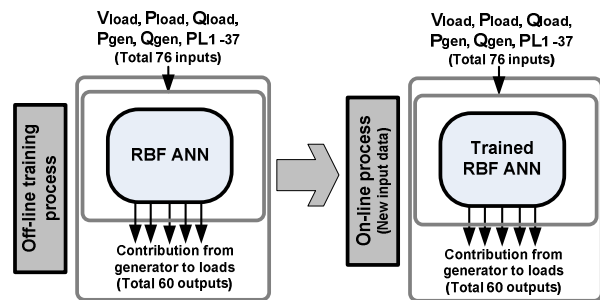 Vload, Pload, Qload,
Pgen, Qgen, PL1-37
(Total 76 inputs)
Off-line training
process
RBF ANN
Contribution from
generator to loads
(Total 60 outputs)
Vload, Pload, Qload,
Pgen, Qgen, PL1-37
(Total 76 inputs)
On-line process
(New input data)
Trained
RBF ANN
Contribution from
generator to loads
(Total 60 outputs)